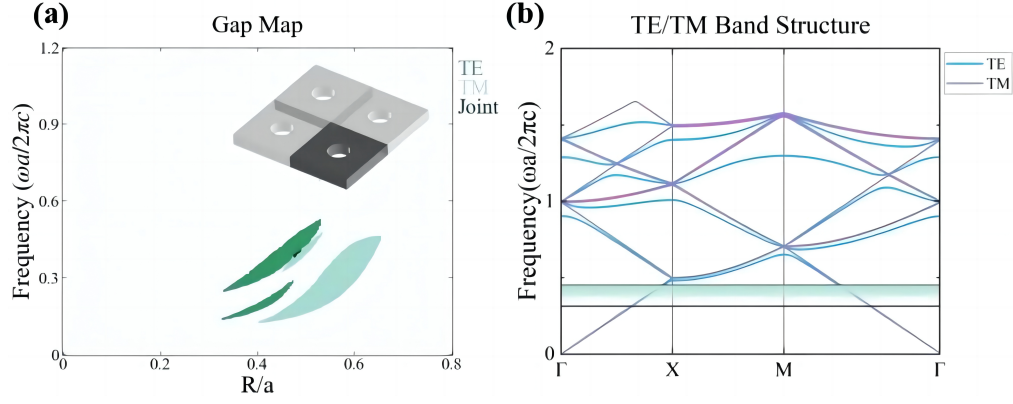 (a)
Gap Map
1.2
0.9
0.6
0.3
0
0
0.2
0.4
0.6
0.8
Frequency (ωa/2πc)
R/a
TE
TM
Joint
(b)
TE/TM Band Structure
2
1
0
Γ
X
M
Γ
Frequency(ωa/2πc)
TE
TM